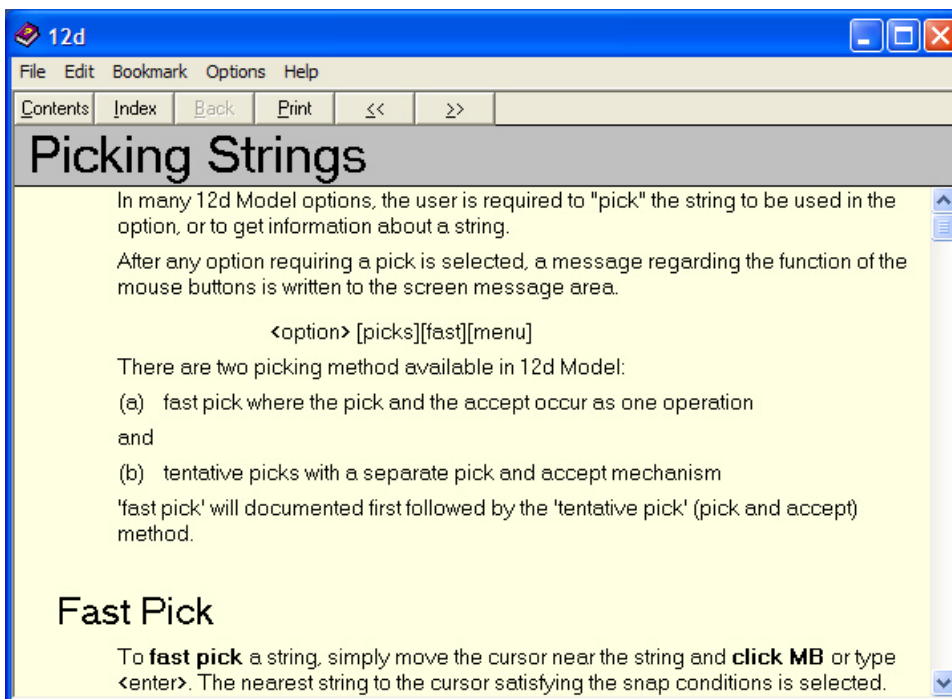 12d
File Edit Bookmark Options Help
Contents Index Back Print << >>
Picking Strings
In many 12d Model options, the user is required to "pick" the string to be used in the
option, or to get information about a string.
After any option requiring a pick is selected, a message regarding the function of the
mouse buttons is written to the screen message area.
<option> [picks][fast][menu]
There are two picking method available in 12d Model:
(a) fast pick where the pick and the accept occur as one operation
and
(b) tentative picks with a separate pick and accept mechanism
'fast pick' will documented first followed by the 'tentative pick' (pick and accept)
method.
Fast Pick
To fast pick a string, simply move the cursor near the string and click MB or type
<enter>. The nearest string to the cursor satisfying the snap conditions is selected.